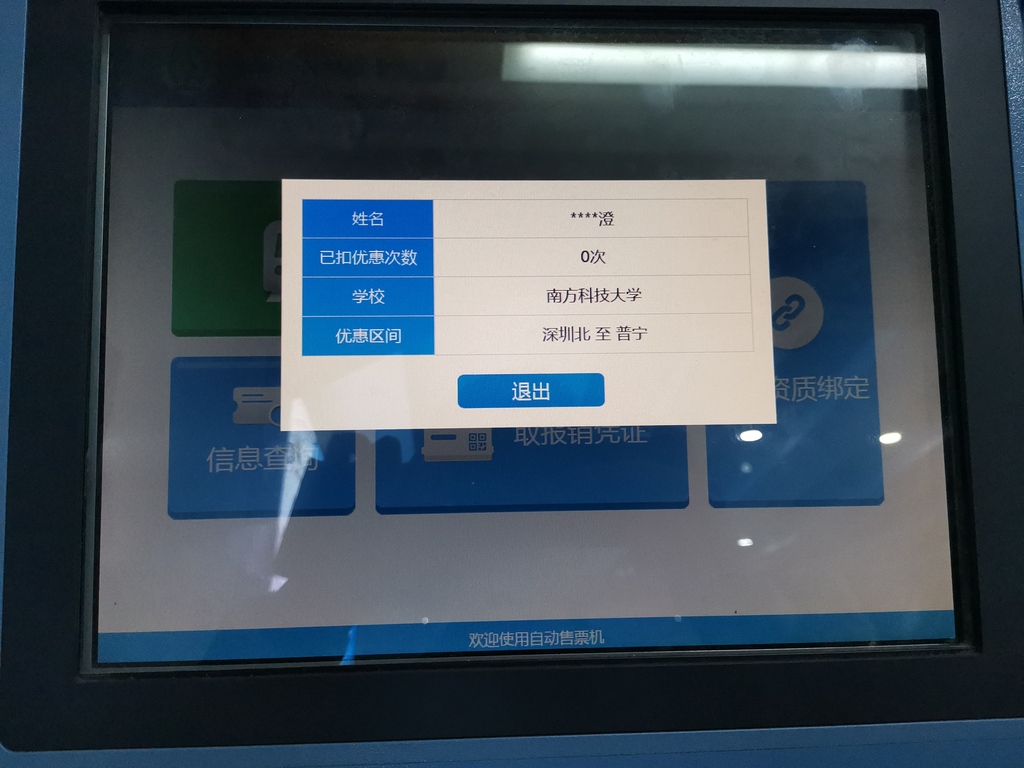 姓名 ****澄
已扣优惠次数 0次
学校 南方科技大学
优惠区间 深圳北 至 普宁
退出
资质绑定
取报销凭证
信息查询
欢迎使用自动售票机